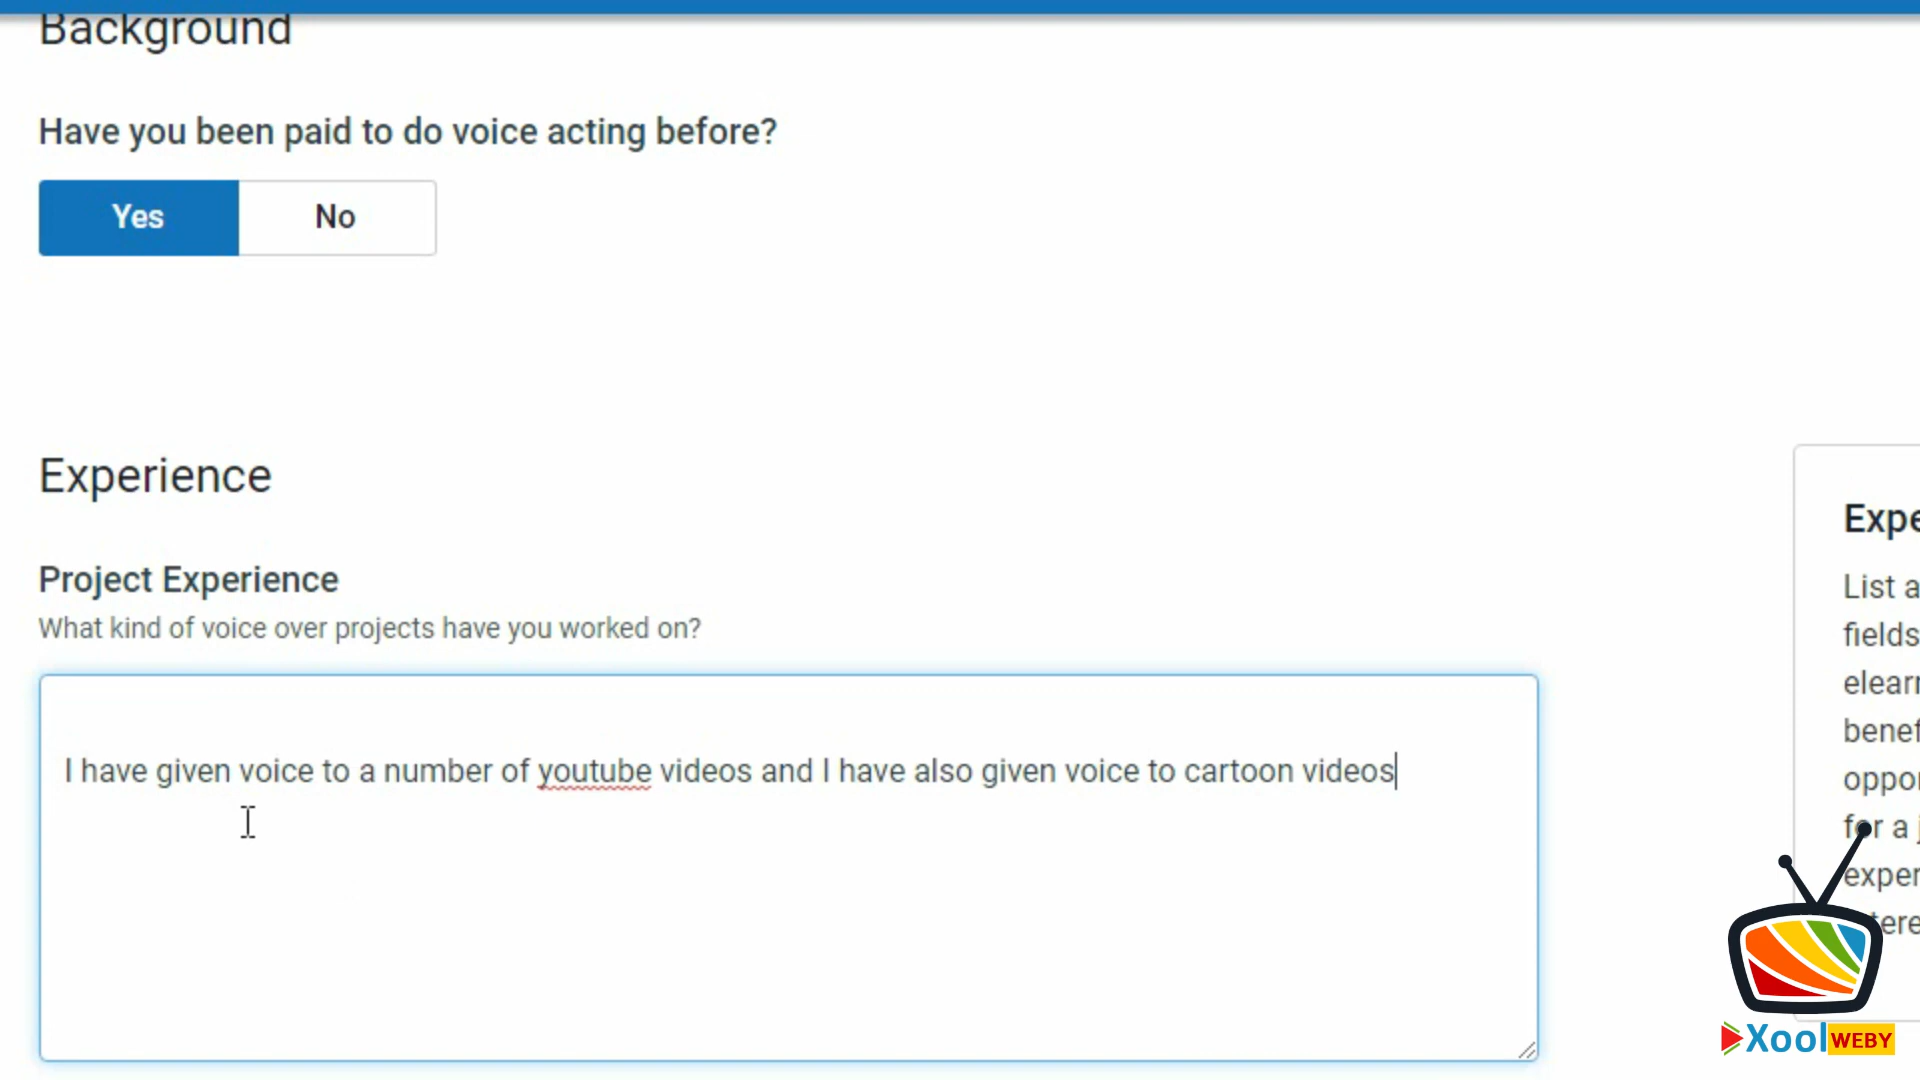 Background
Have you been paid to do voice acting before?
Yes
No
Experience
Project Experience
What kind of voice over projects have you worked on?
I have given voice to a number of youtube videos and I have also given voice to cartoon videos
Expe
List a
fields
elearn
benef
oppor
for a j
exper
tere
Xool WEBY